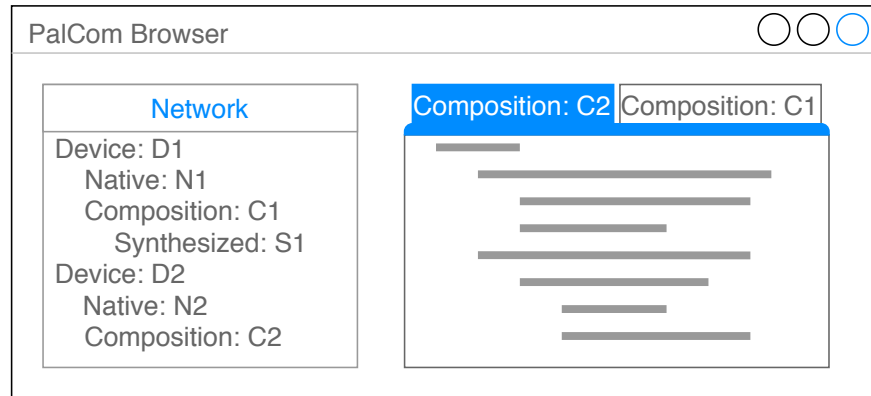 PalCom Browser
Network
Device: D1
Native: N1
Composition: C1
Synthesized: S1
Device: D2
Native: N2
Composition: C2
Composition: C2 Composition: C1